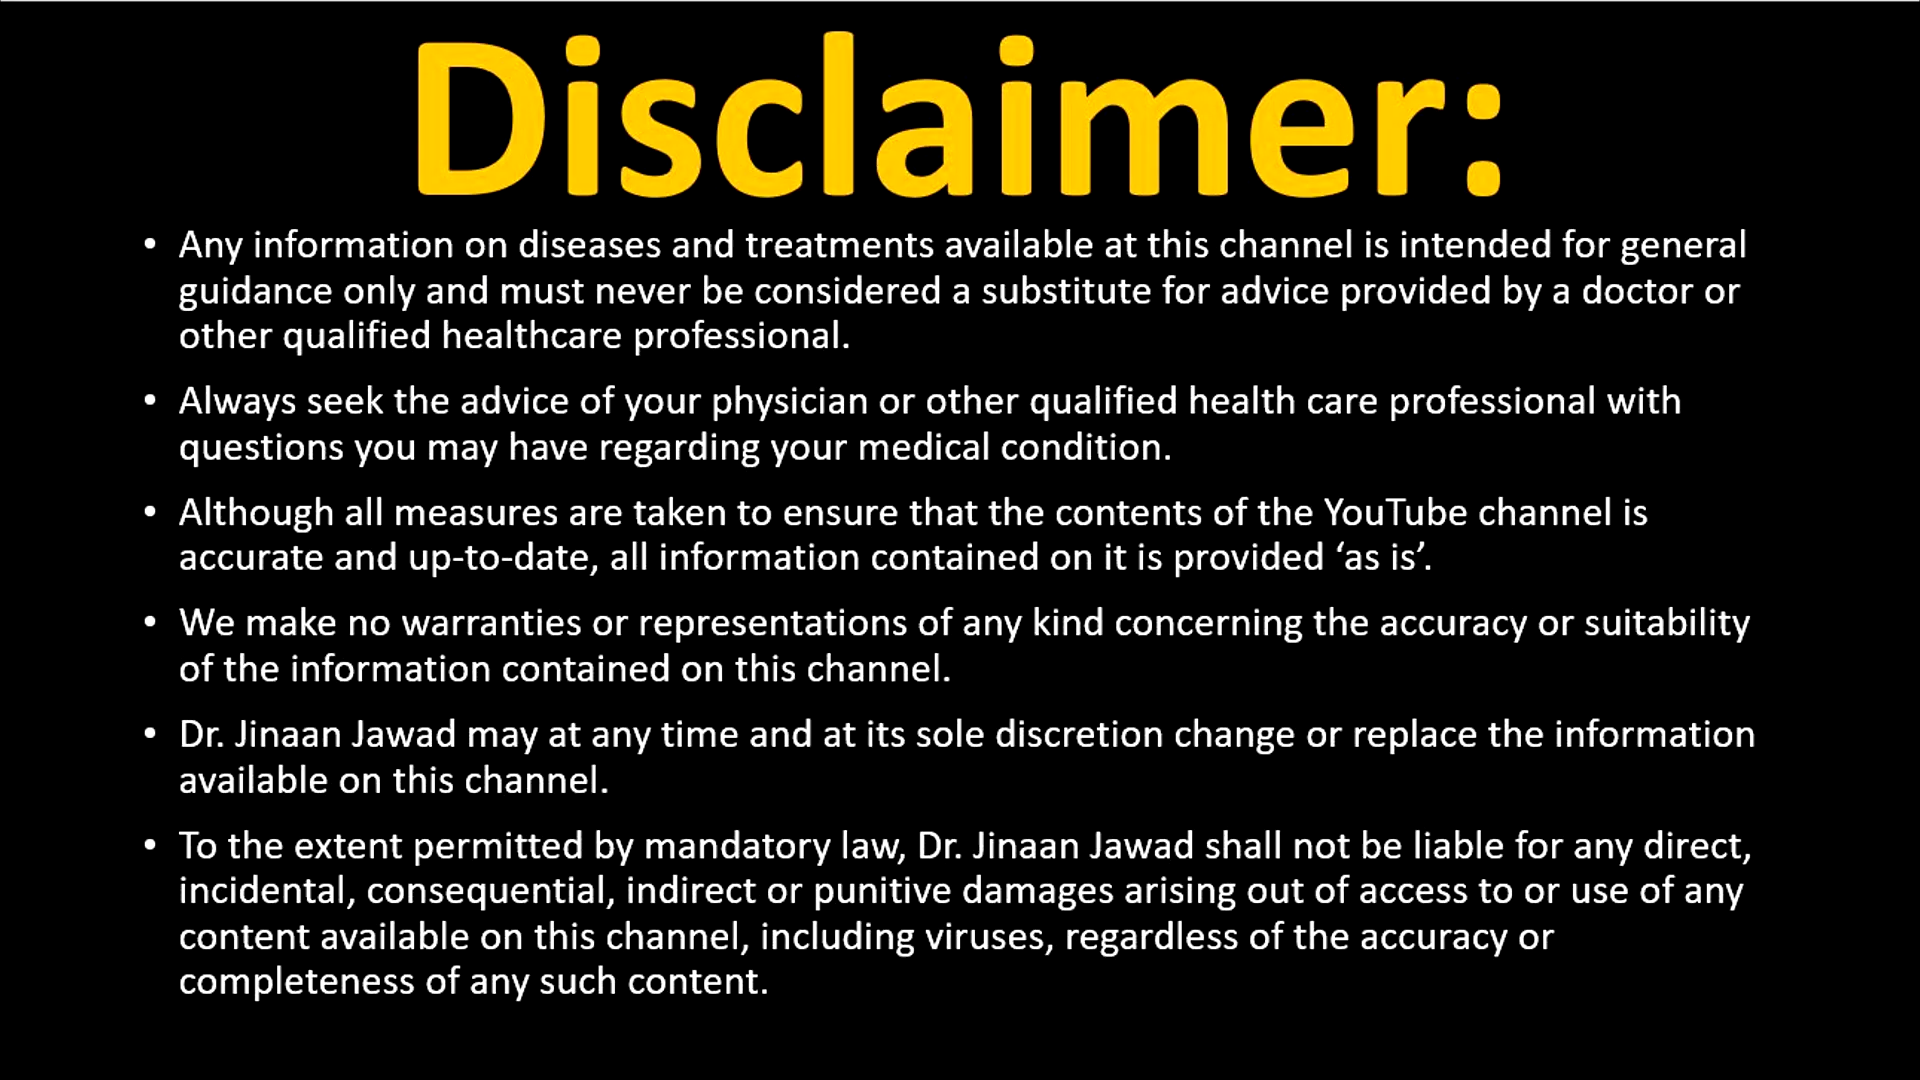 Disclaimer:
• Any information on diseases and treatments available at this channel is intended for general
guidance only and must never be considered a substitute for advice provided by a doctor or
other qualified healthcare professional.
• Always seek the advice of your physician or other qualified health care professional with
questions you may have regarding your medical condition.
• Although all measures are taken to ensure that the contents of the YouTube channel is
accurate and up-to-date, all information contained on it is provided ‘as is’.
• We make no warranties or representations of any kind concerning the accuracy or suitability
of the information contained on this channel.
• Dr. Jinaan Jawad may at any time and at its sole discretion change or replace the information
available on this channel.
• To the extent permitted by mandatory law, Dr. Jinaan Jawad shall not be liable for any direct,
incidental, consequential, indirect or punitive damages arising out of access to or use of any
content available on this channel, including viruses, regardless of the accuracy or
completeness of any such content.